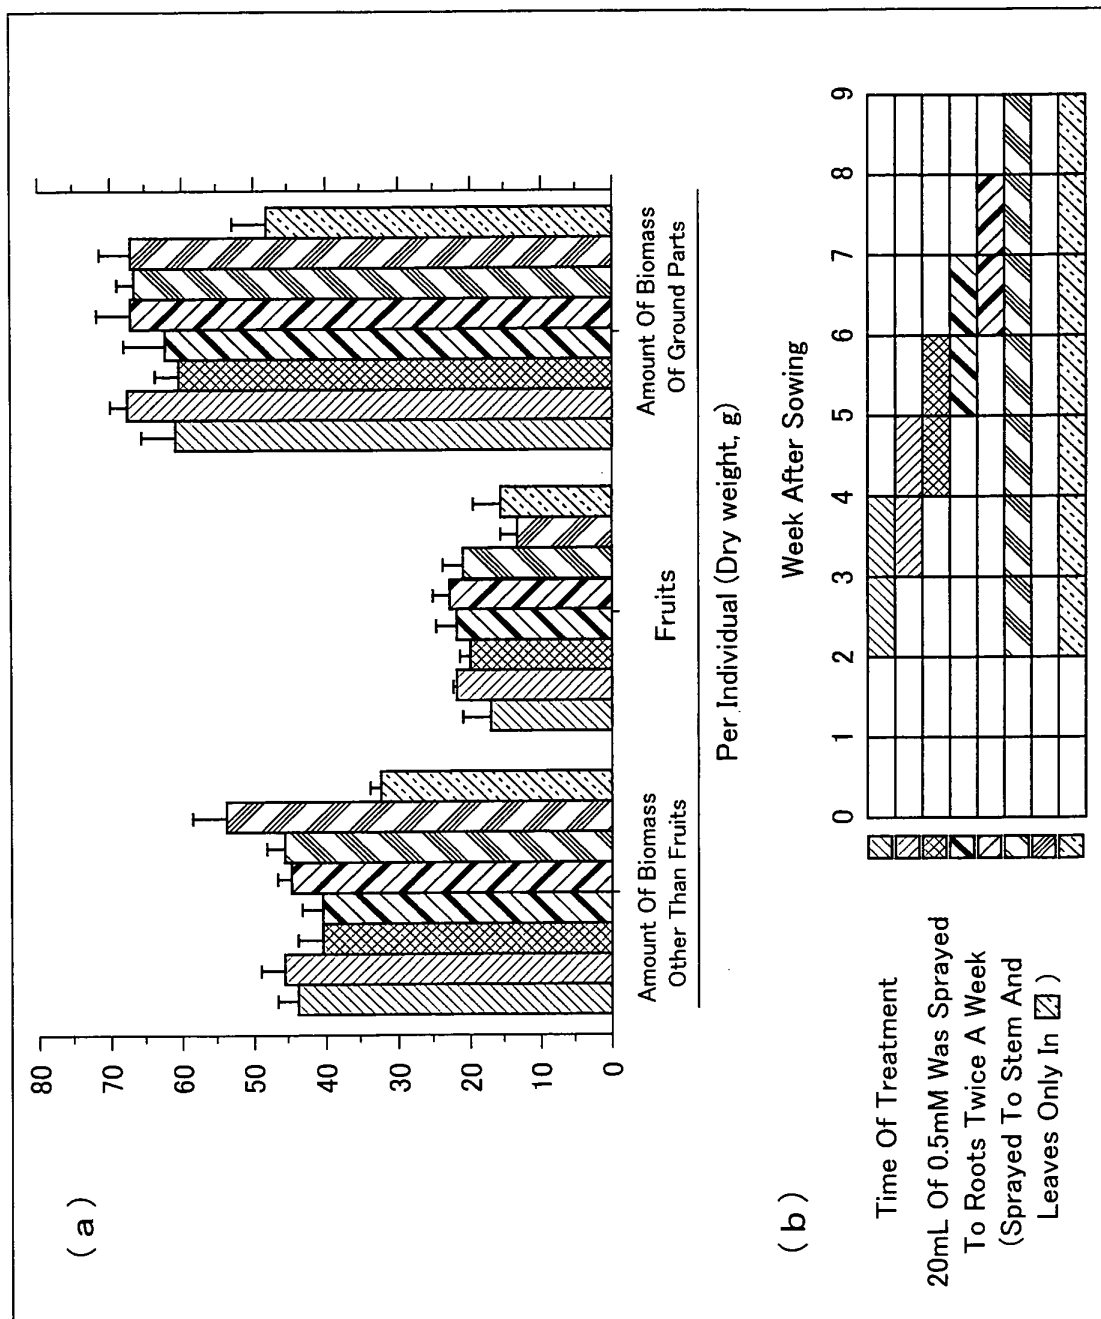 (a)
80
70
60
50
40
30
20
10
0
Amount Of Biomass
Other Than Fruits
Fruits
Amount Of Biomass
Of Ground Parts
Per Individual (Dry weight, g)
(b)
Week After Sowing
0 1 2 3 4 5 6 7 8 9
Time Of Treatment
20mL Of 0.5mM Was Sprayed
To Roots Twice A Week
(Sprayed To Stem And
Leaves Only In )